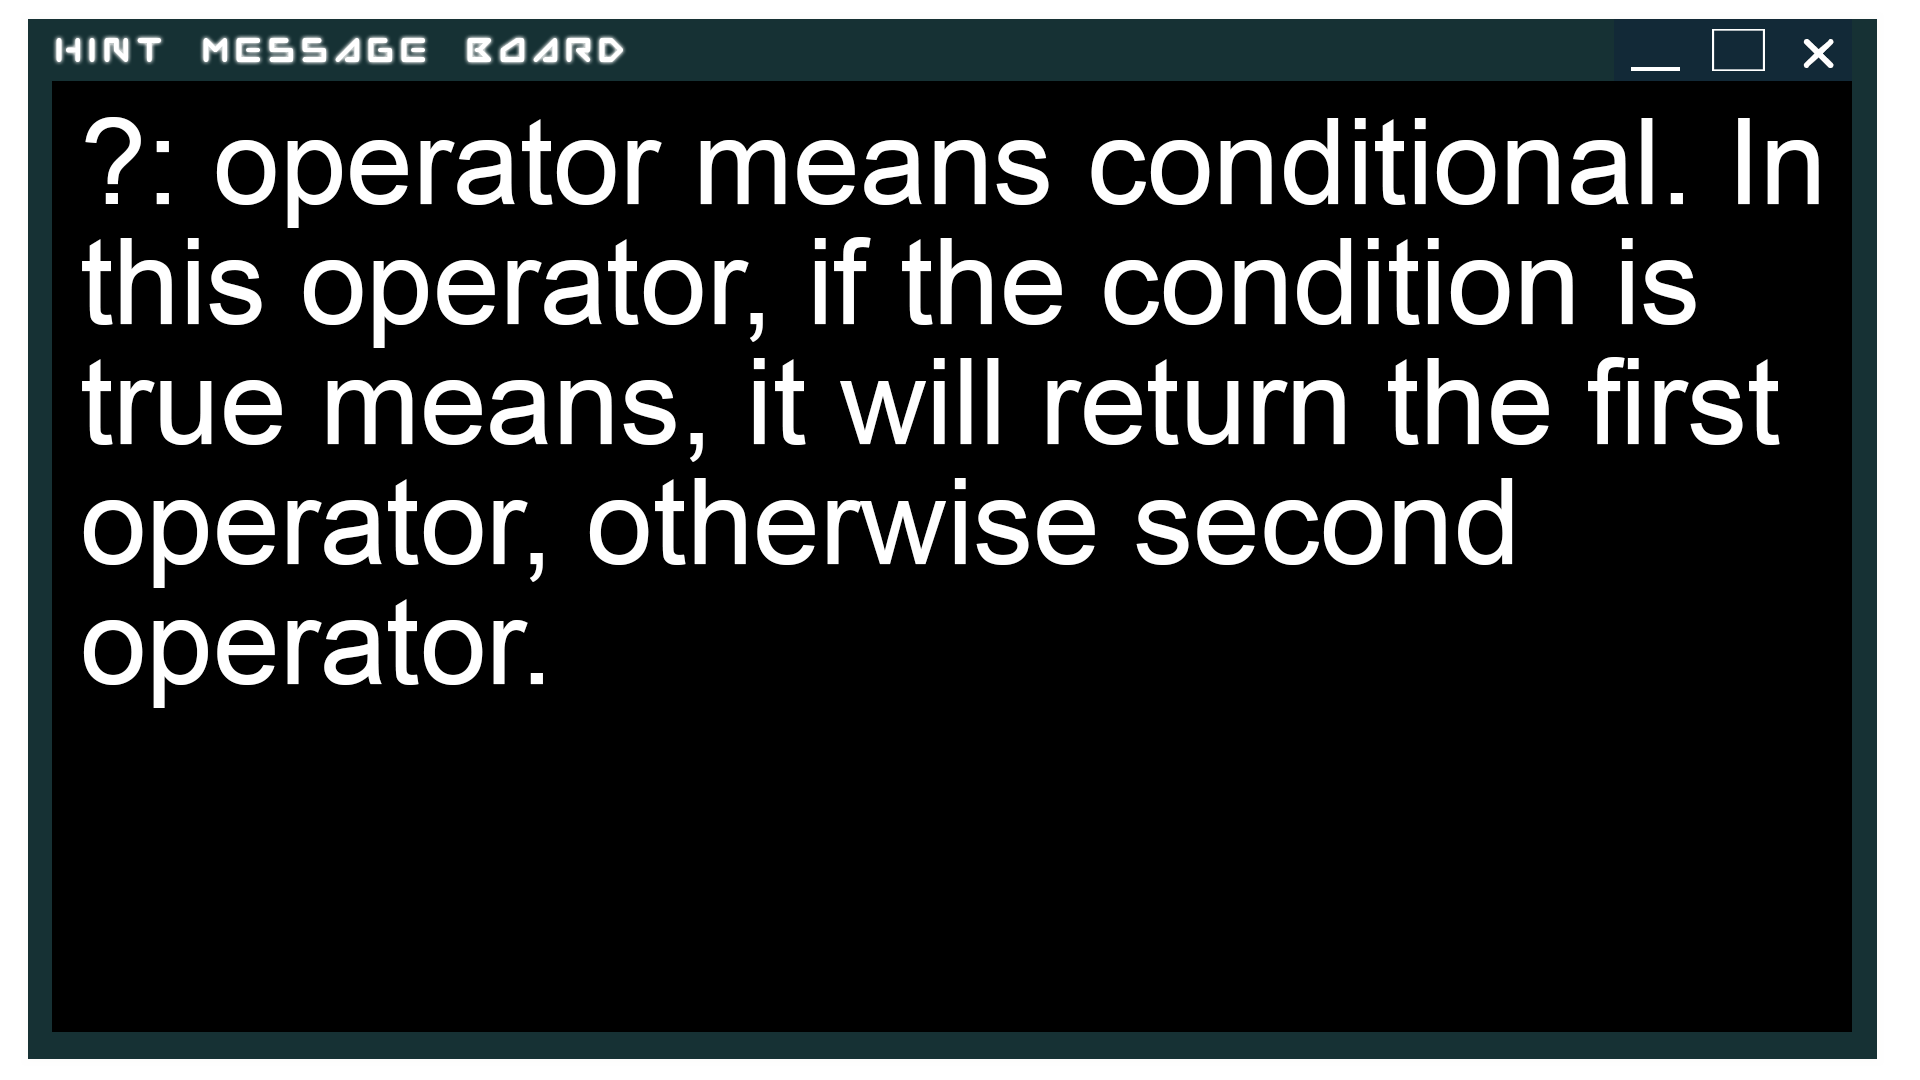 HINT MESSAGE BOARD
?: operator means conditional. In
this operator, if the condition is
true means, it will return the first
operator, otherwise second
operator.